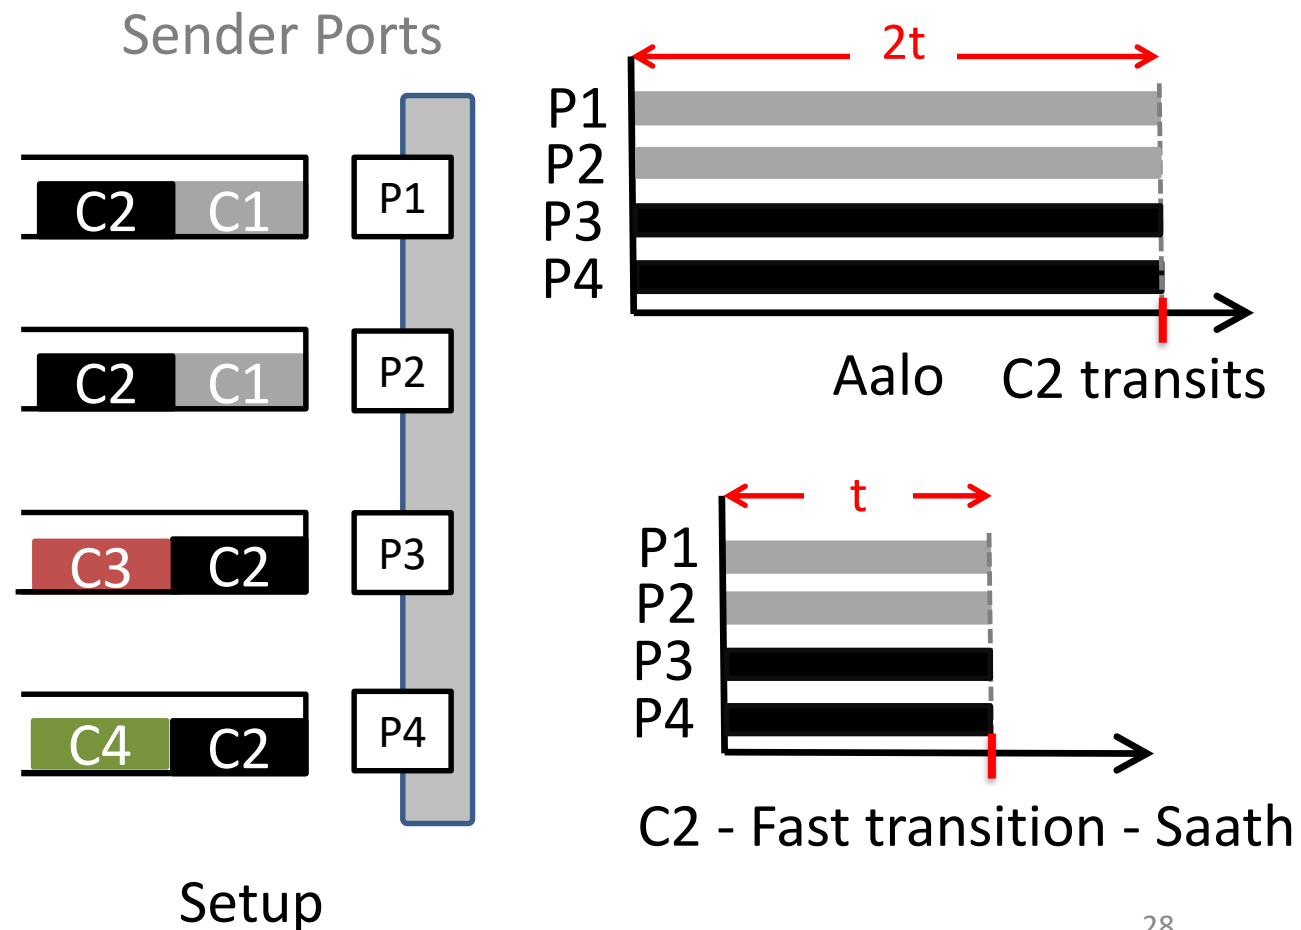 Sender Ports
C2 C1
P1
C2 C1
P2
C3 C2
P3
C4 C2
P4
Setup
2t
P1
P2
P3
P4
Aalo C2 transits
t
P1
P2
P3
P4
C2 - Fast transition - Saath
28